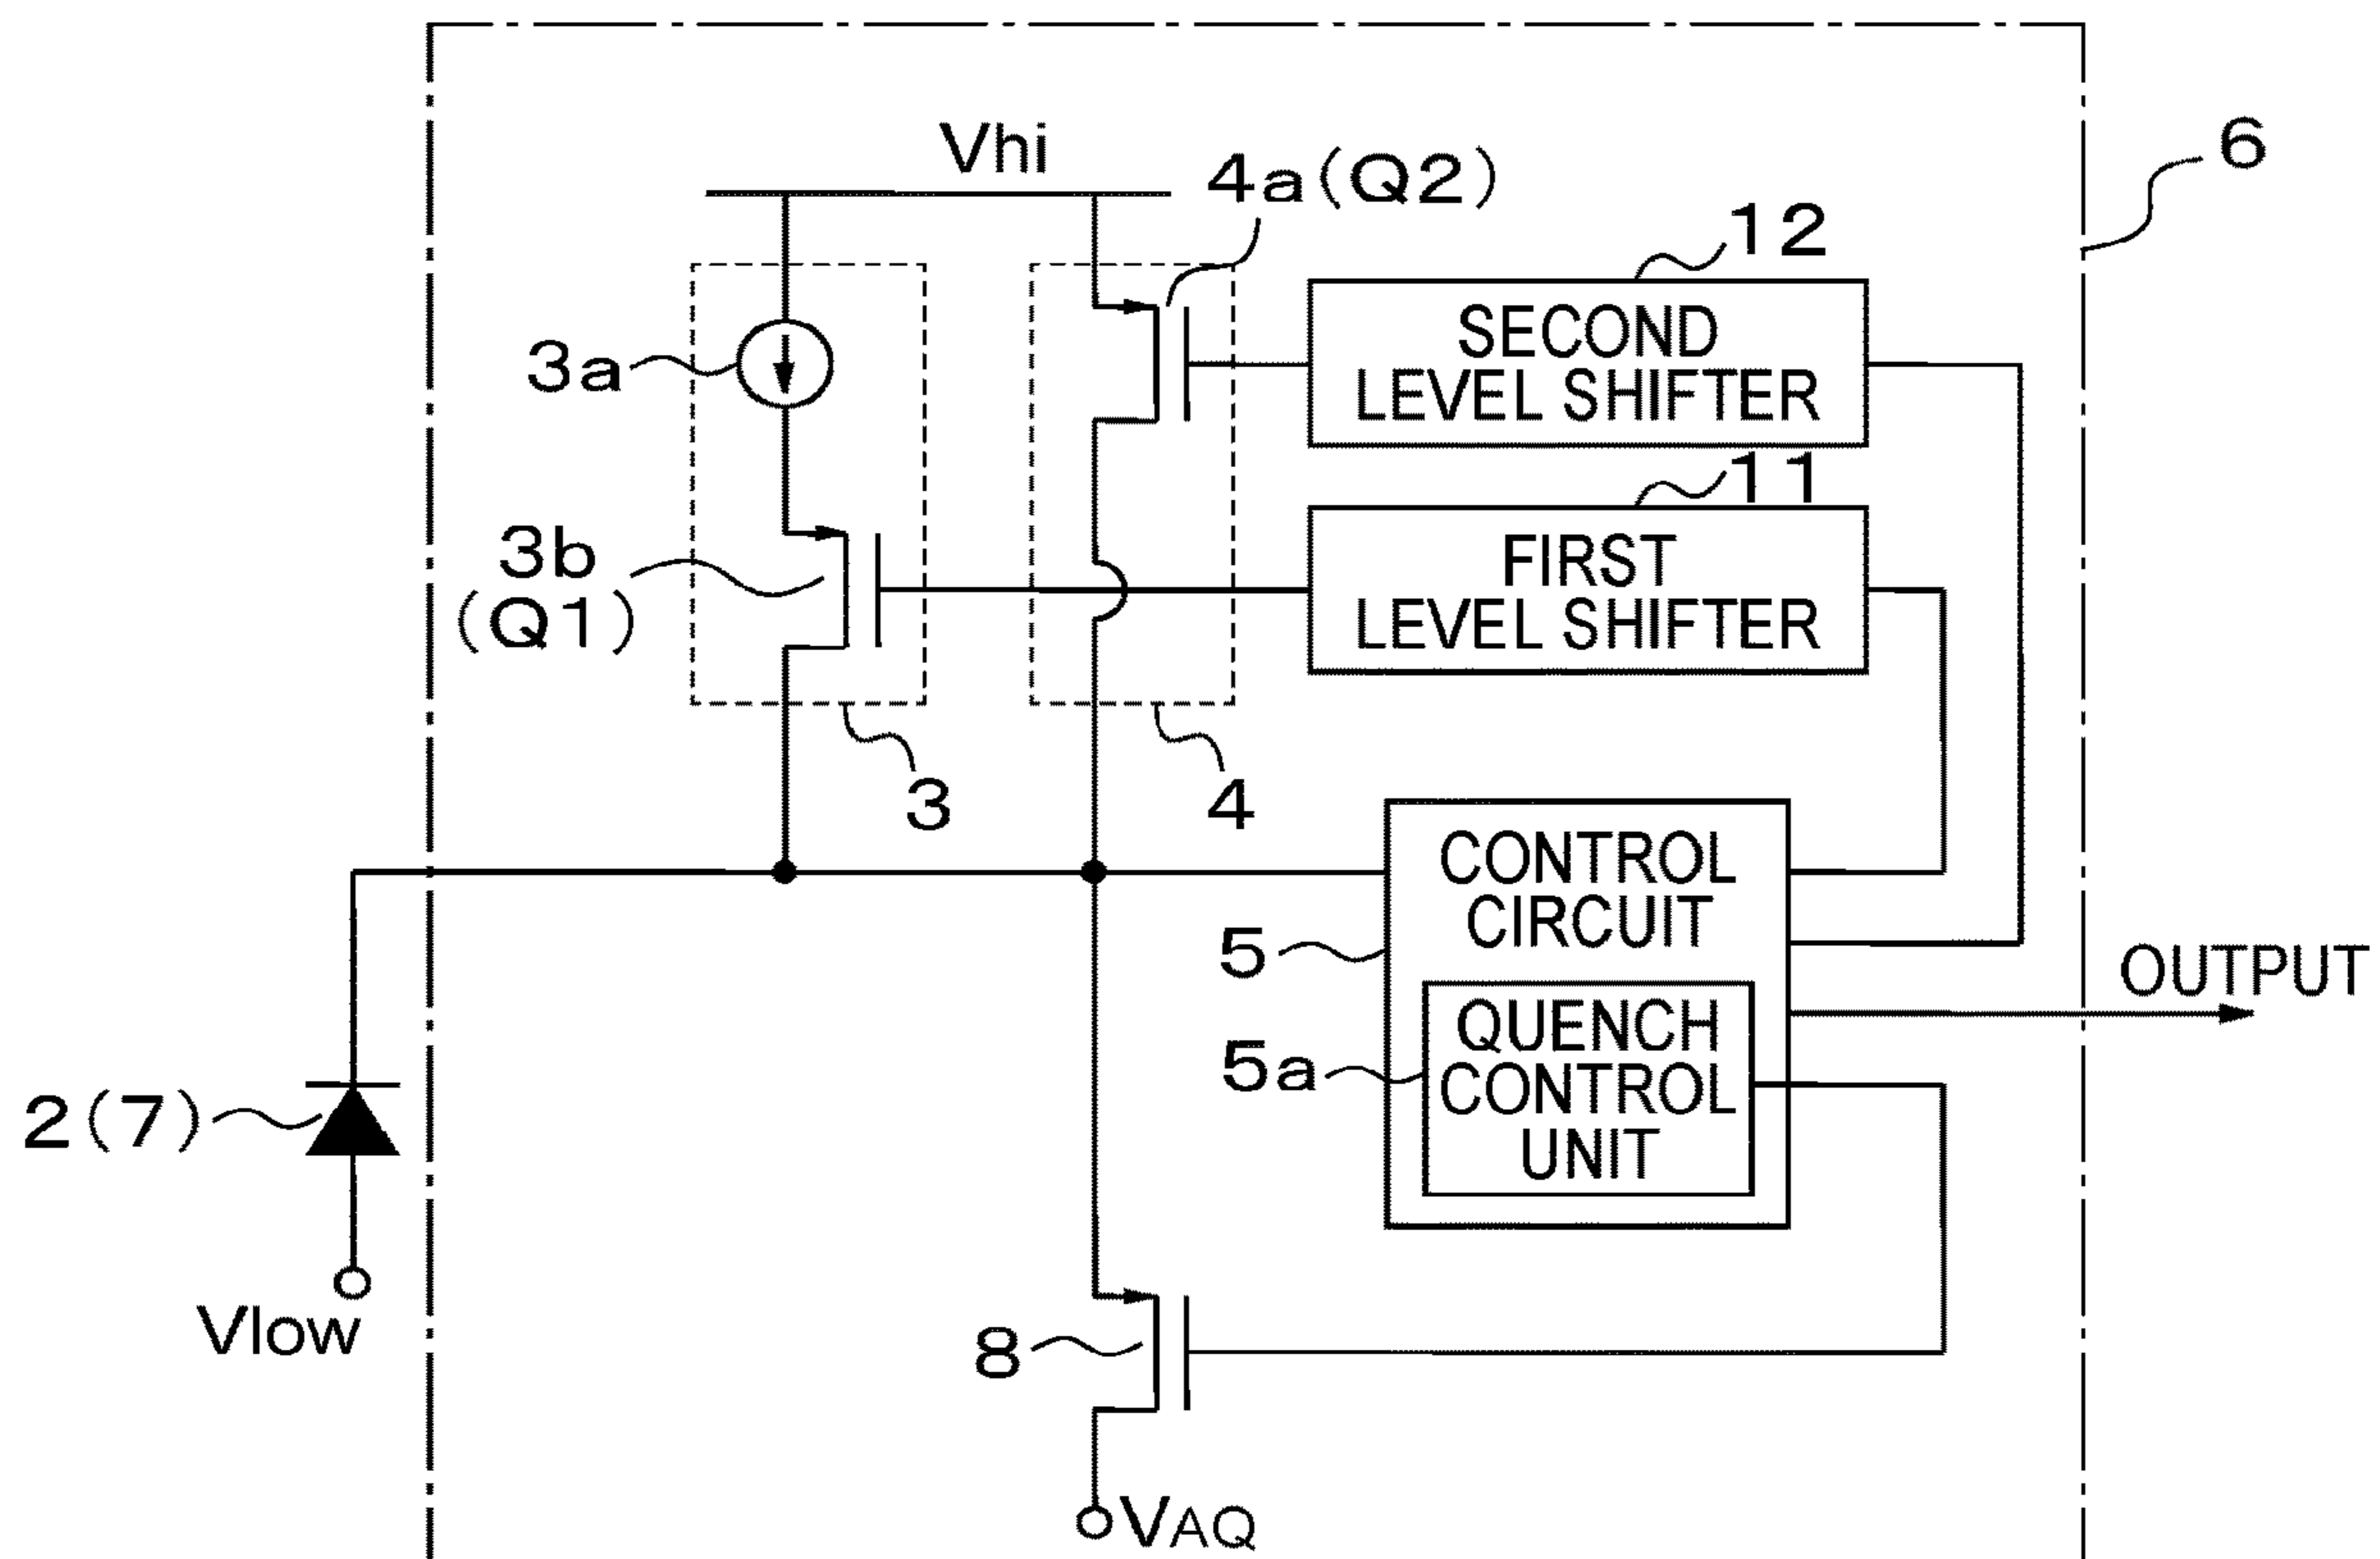 Vhi
4a(Q2)
6
12
SECOND
LEVEL SHIFTER
3a
11
3b
(Q1)
FIRST
LEVEL SHIFTER
3
4
CONTROL
CIRCUIT
5
OUTPUT
QUENCH
CONTROL
UNIT
5a
2(7)
Vlow
8
VAQ